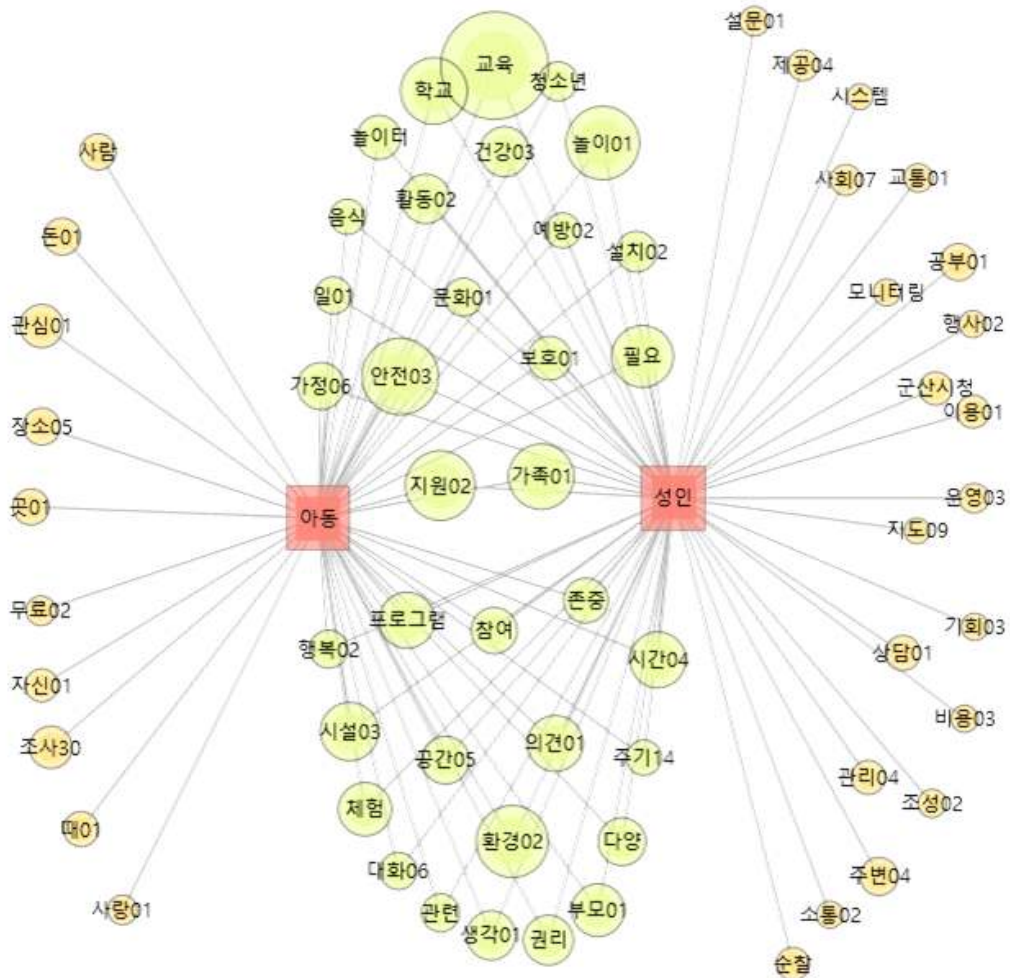 설문01
교육
제공04
청소년
학교
시스템
놀이터
놀이01
사람
건강03
사회07
교통01
활동02
음식
예방02
돈01
설치02
공부01
일01
문화01
모니터링
관심01
행사02
보호01
필요
안전03
가정06
군산시청
이용01
장소05
가족01
지원02
성인
운영03
곳01
아동
지도09
존중
무료02
프로그램
참여
기회03
행복02
상담01
시간04
자신01
비용03
시설03
의견01
조사30
공간05
주기14
관리04
조성02
체험
때01
환경02
다양
대화06
주변04
사랑01
관련
부모01
소통02
생각01
권리
순찰